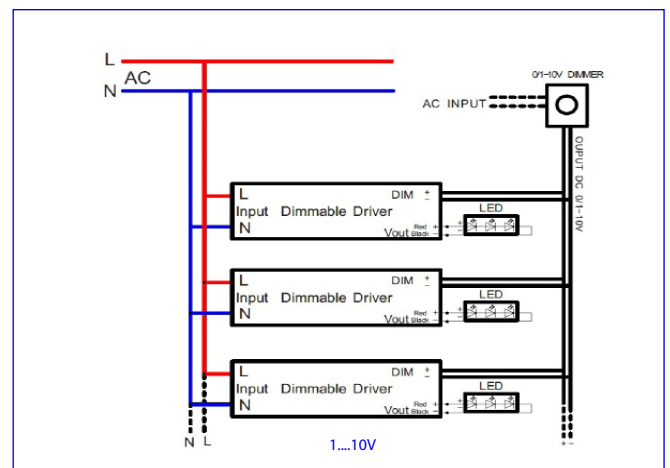 L
AC
N
0/1-10V DIMMER
AC INPUT
OUPUT DC 0/1-10V
L
DIM + -
Input Dimmable Driver
LED
N
Vout Red + Black -
+ -
L
DIM + -
Input Dimmable Driver
LED
N
Vout Red + Black -
+ -
L
DIM + -
Input Dimmable Driver
LED
N
Vout Red + Black -
+ -
N L
1....10V
+ -